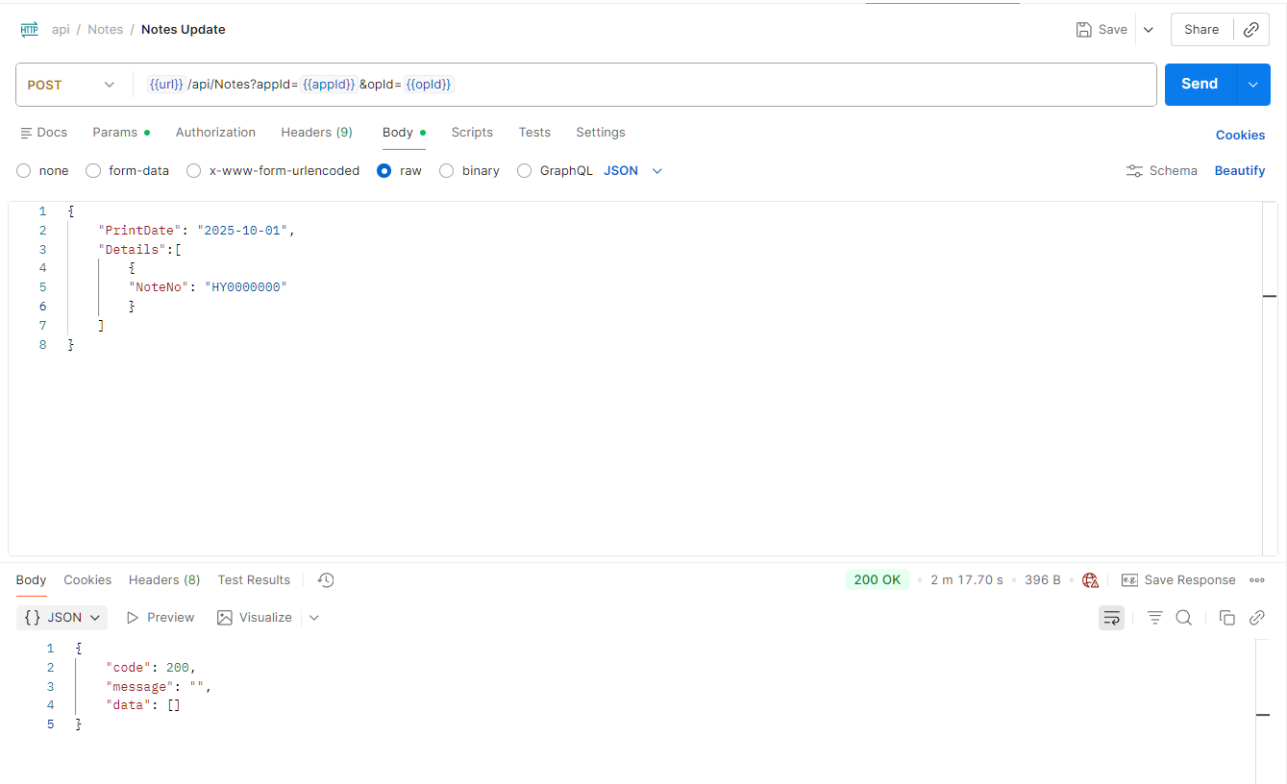 HTTP api / Notes / Notes Update Save Share
POST {{url}} /api/Notes?appId= {{appId}} &opId= {{opId}} Send
Docs Params Authorization Headers (9) Body Scripts Tests Settings Cookies
none form-data x-www-form-urlencoded raw binary GraphQL JSON Schema Beautify
1 {
2 "PrintDate": "2025-10-01",
3 "Details":[
4 {
5 "NoteNo": "HY0000000"
6 }
7 ]
8 }
Body Cookies Headers (8) Test Results 200 OK • 2 m 17.70 s • 396 B • e.g. Save Response
{} JSON Preview Visualize
1 {
2 "code": 200,
3 "message": "",
4 "data": []
5 }